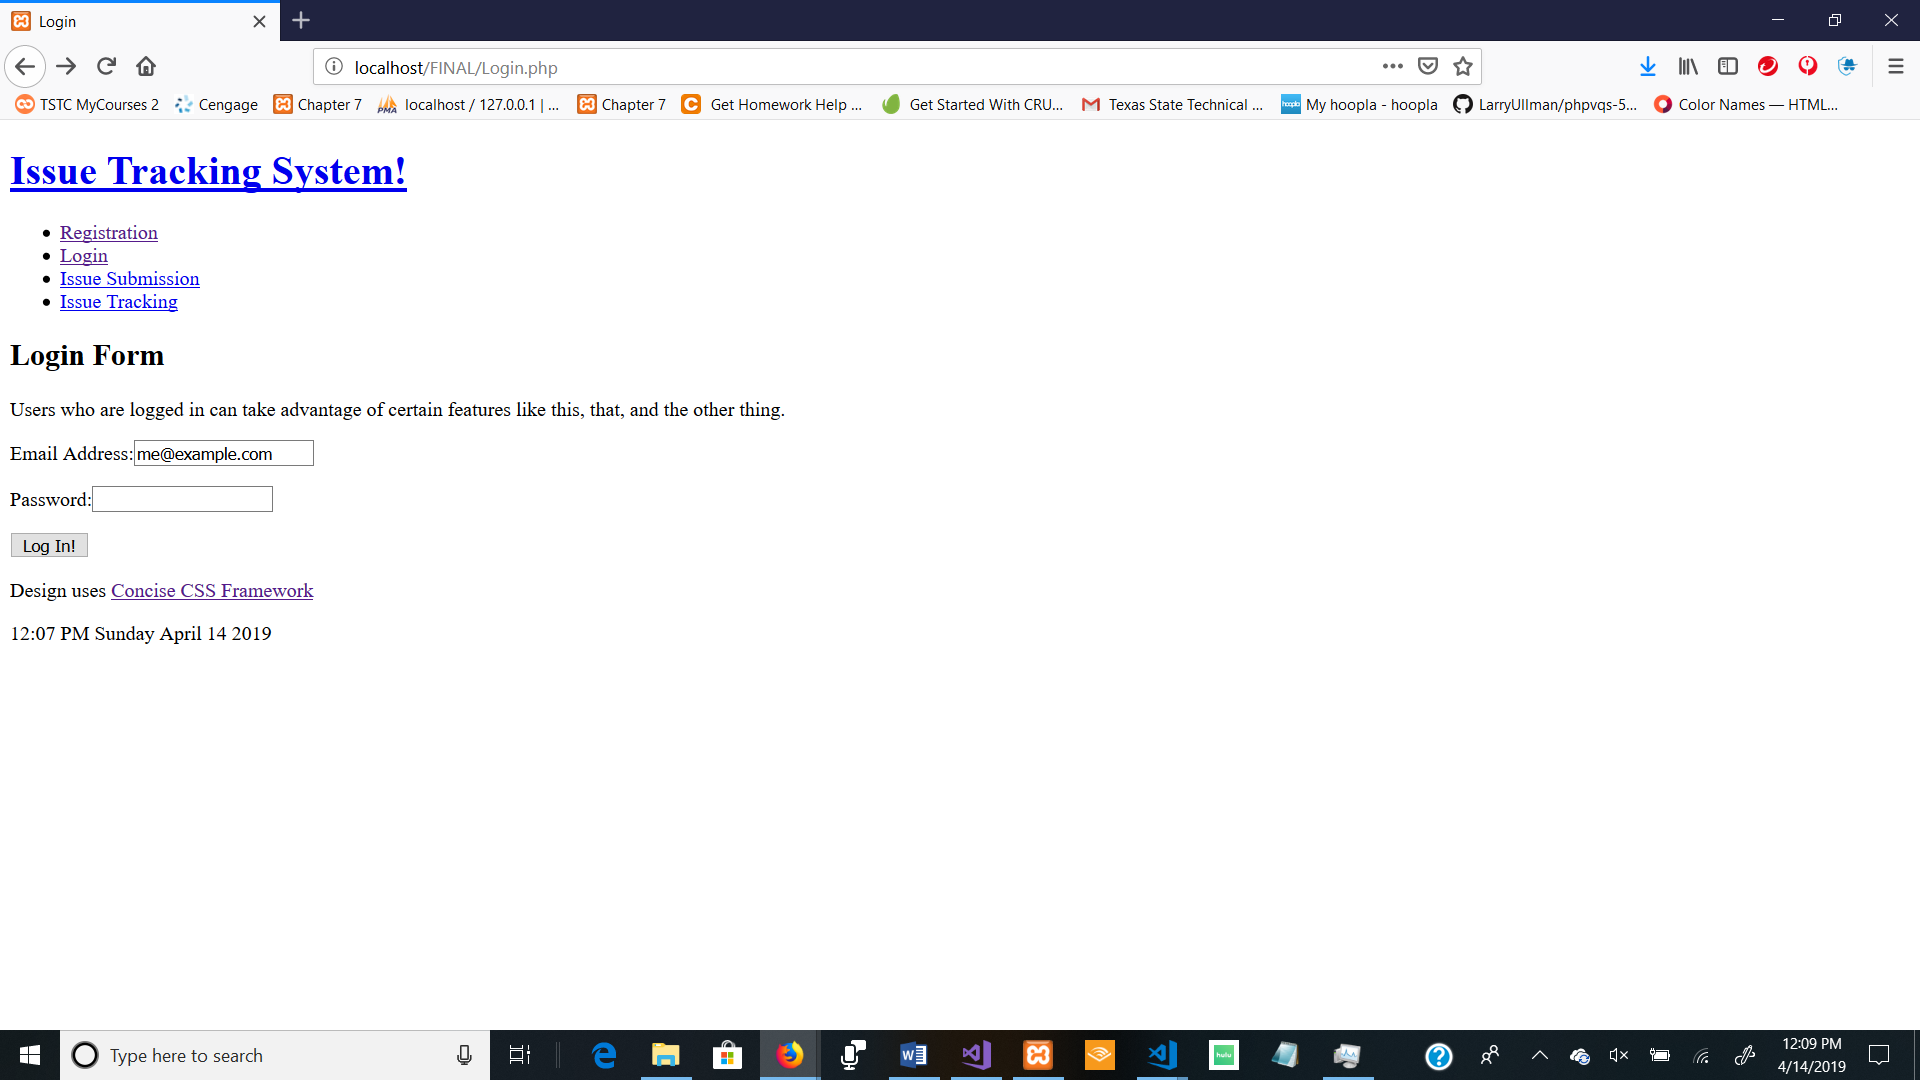 Login
localhost/FINAL/Login.php
TSTC MyCourses 2 Cengage Chapter 7 localhost / 127.0.0.1 | ... Chapter 7 Get Homework Help ... Get Started With CRU... Texas State Technical ... My hoopla - hoopla LarryUllman/phpvqs-5... Color Names — HTML...
Issue Tracking System!
Registration
Login
Issue Submission
Issue Tracking
Login Form
Users who are logged in can take advantage of certain features like this, that, and the other thing.
Email Address: me@example.com
Password:
Log In!
Design uses Concise CSS Framework
12:07 PM Sunday April 14 2019
Type here to search
hulu
12:09 PM
4/14/2019